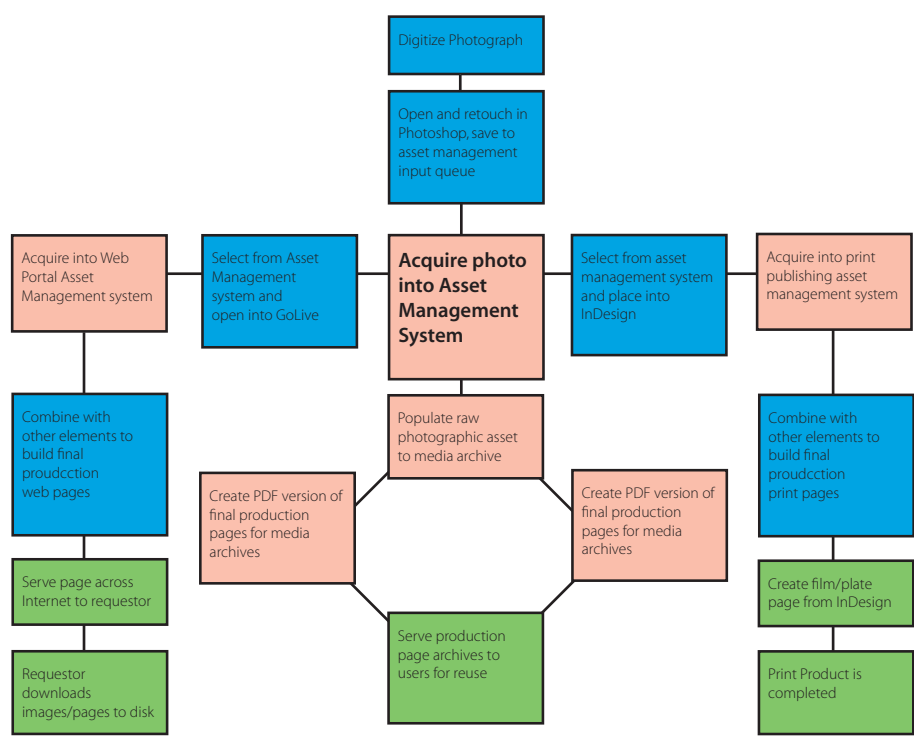 Digitize Photograph
Open and retouch in
Photoshop, save to
asset management
input queue
Acquire into Web
Portal Asset
Management system
Select from Asset
Management
system and
open into GoLive
Acquire photo
into Asset
Management
System
Select from asset
management system
and place into
InDesign
Acquire into print
publishing asset
management system
Combine with
other elements to
build final
proudcction
web pages
Populate raw
photographic asset
to media archive
Combine with
other elements to
build final
proudcction
print pages
Create PDF version of
final production
pages for media
archives
Create PDF version of
final production
pages for media
archives
Serve page across
Internet to requestor
Create film/plate
page from InDesign
Serve production
page archives to
users for reuse
Requestor
downloads
images/pages to disk
Print Product is
completed